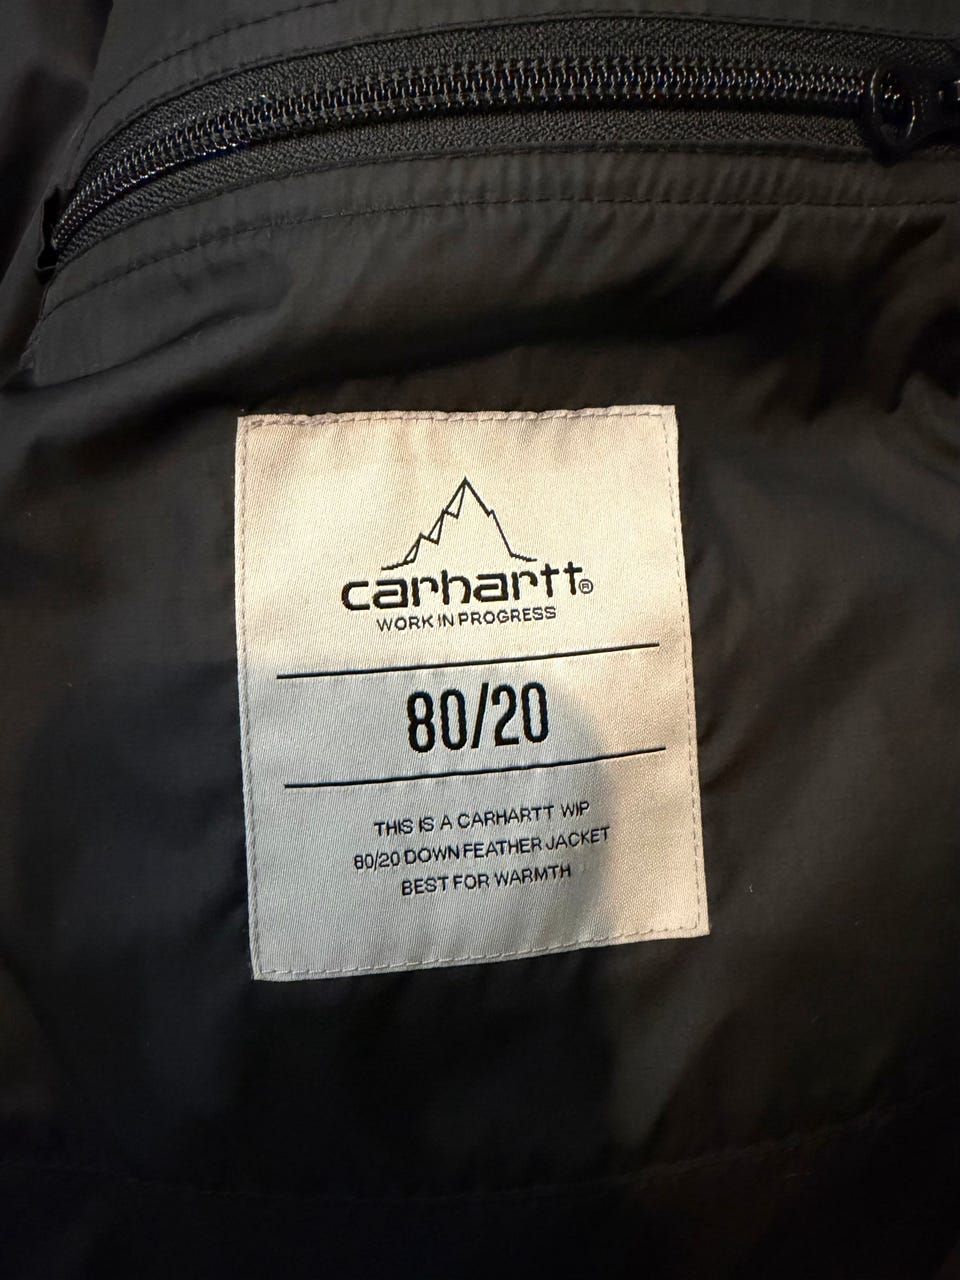 carhartt®
WORK IN PROGRESS
80/20
THIS IS A CARHARTT WIP
80/20 DOWN FEATHER JACKET
BEST FOR WARMTH